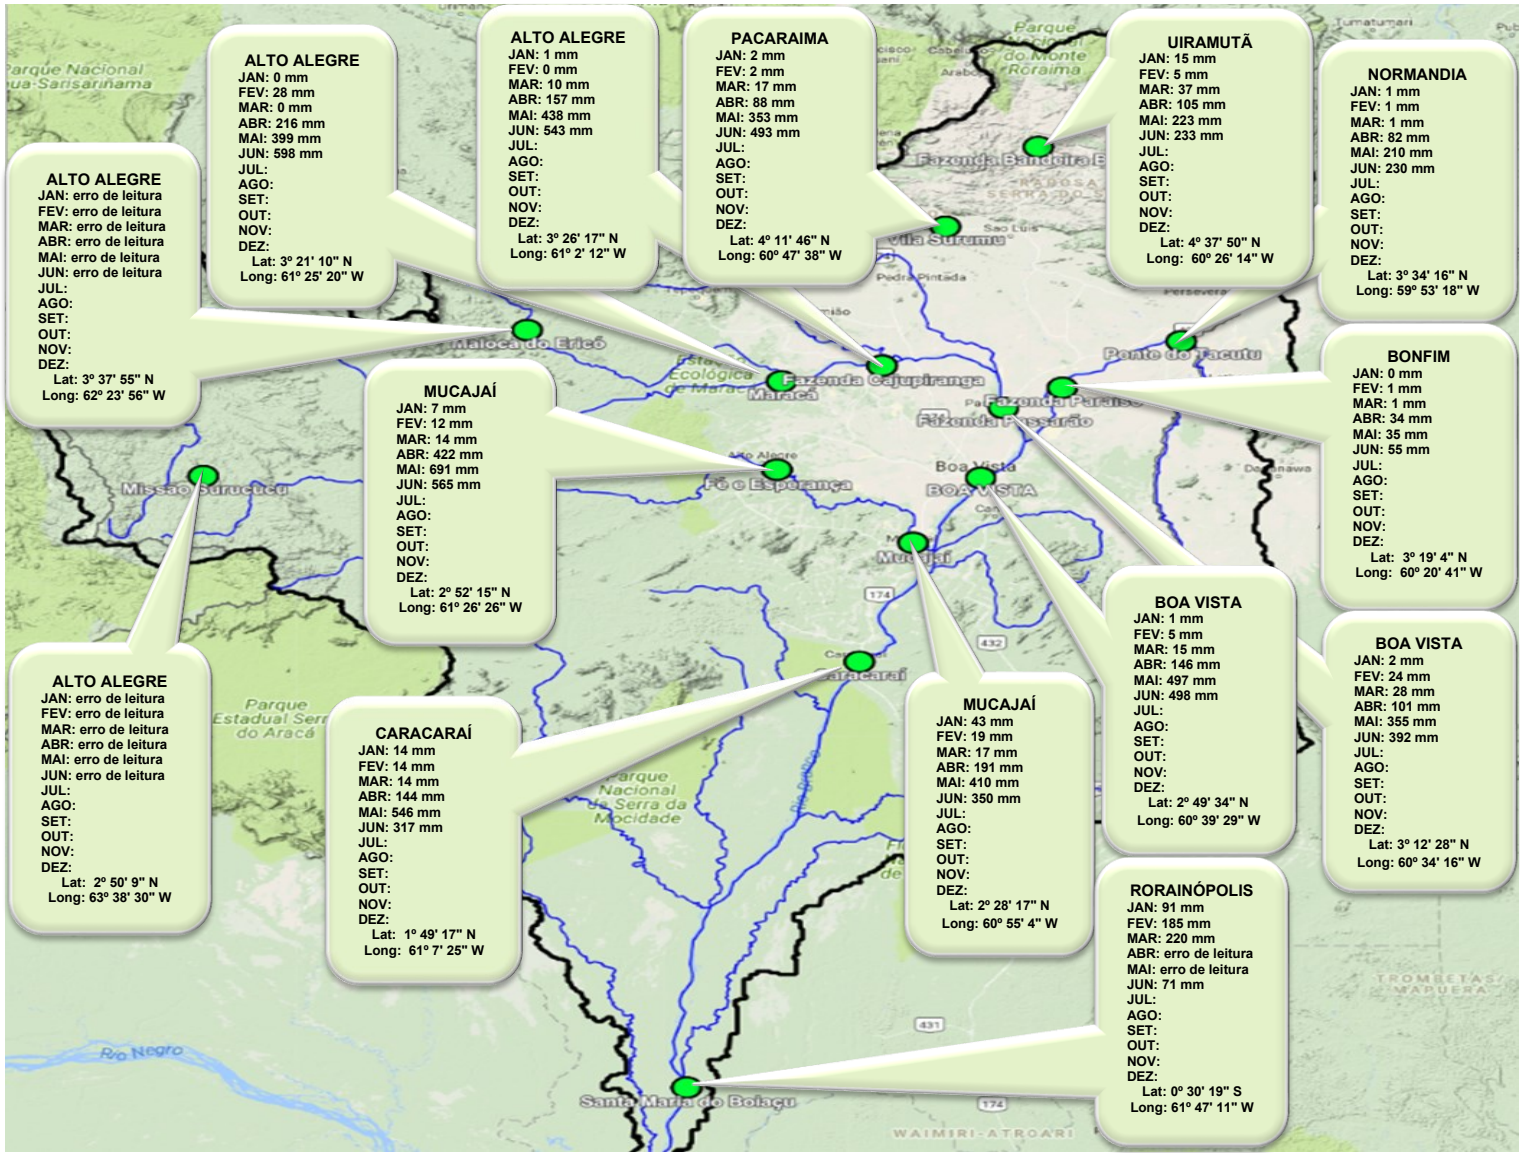 ALTO ALEGRE
JAN: 0 mm
FEV: 28 mm
MAR: 0 mm
ABR: 216 mm
MAI: 399 mm
JUN: 598 mm
JUL:
AGO:
SET:
OUT:
NOV:
DEZ:
Lat: 3º 21' 10" N
Long: 61º 25' 20" W
ALTO ALEGRE
JAN: 1 mm
FEV: 0 mm
MAR: 10 mm
ABR: 157 mm
MAI: 438 mm
JUN: 543 mm
JUL:
AGO:
SET:
OUT:
NOV:
DEZ:
Lat: 3º 26' 17" N
Long: 61º 2' 12" W
PACARAIMA
JAN: 2 mm
FEV: 2 mm
MAR: 17 mm
ABR: 88 mm
MAI: 353 mm
JUN: 493 mm
JUL:
AGO:
SET:
OUT:
NOV:
DEZ:
Lat: 4º 11' 46" N
Long: 60º 47' 38" W
UIRAMUTÃ
JAN: 15 mm
FEV: 5 mm
MAR: 37 mm
ABR: 105 mm
MAI: 223 mm
JUN: 233 mm
JUL:
AGO:
SET:
OUT:
NOV:
DEZ:
Lat: 4º 37' 50" N
Long: 60º 26' 14" W
NORMANDIA
JAN: 1 mm
FEV: 1 mm
MAR: 1 mm
ABR: 82 mm
MAI: 210 mm
JUN: 230 mm
JUL:
AGO:
SET:
OUT:
NOV:
DEZ:
Lat: 3º 34' 16" N
Long: 59º 53' 18" W
ALTO ALEGRE
JAN: erro de leitura
FEV: erro de leitura
MAR: erro de leitura
ABR: erro de leitura
MAI: erro de leitura
JUN: erro de leitura
JUL:
AGO:
SET:
OUT:
NOV:
DEZ:
Lat: 3º 37' 55" N
Long: 62º 23' 56" W
MUCAJAÍ
JAN: 7 mm
FEV: 12 mm
MAR: 14 mm
ABR: 422 mm
MAI: 691 mm
JUN: 565 mm
JUL:
AGO:
SET:
OUT:
NOV:
DEZ:
Lat: 2º 52' 15" N
Long: 61º 26' 26" W
BONFIM
JAN: 0 mm
FEV: 1 mm
MAR: 1 mm
ABR: 34 mm
MAI: 35 mm
JUN: 55 mm
JUL:
AGO:
SET:
OUT:
NOV:
DEZ:
Lat: 3º 19' 4" N
Long: 60º 20' 41" W
ALTO ALEGRE
JAN: erro de leitura
FEV: erro de leitura
MAR: erro de leitura
ABR: erro de leitura
MAI: erro de leitura
JUN: erro de leitura
JUL:
AGO:
SET:
OUT:
NOV:
DEZ:
Lat: 2º 50' 9" N
Long: 63º 38' 30" W
CARACARAÍ
JAN: 14 mm
FEV: 14 mm
MAR: 14 mm
ABR: 144 mm
MAI: 546 mm
JUN: 317 mm
JUL:
AGO:
SET:
OUT:
NOV:
DEZ:
Lat: 1º 49' 17" N
Long: 61º 7' 25" W
MUCAJAÍ
JAN: 43 mm
FEV: 19 mm
MAR: 17 mm
ABR: 191 mm
MAI: 410 mm
JUN: 350 mm
JUL:
AGO:
SET:
OUT:
NOV:
DEZ:
Lat: 2º 28' 17" N
Long: 60º 55' 4" W
BOA VISTA
JAN: 1 mm
FEV: 5 mm
MAR: 15 mm
ABR: 146 mm
MAI: 497 mm
JUN: 498 mm
JUL:
AGO:
SET:
OUT:
NOV:
DEZ:
Lat: 2º 49' 34" N
Long: 60º 39' 29" W
BOA VISTA
JAN: 2 mm
FEV: 24 mm
MAR: 28 mm
ABR: 101 mm
MAI: 355 mm
JUN: 392 mm
JUL:
AGO:
SET:
OUT:
NOV:
DEZ:
Lat: 3º 12' 28" N
Long: 60º 34' 16" W
RORAINÓPOLIS
JAN: 91 mm
FEV: 185 mm
MAR: 220 mm
ABR: erro de leitura
MAI: erro de leitura
JUN: 71 mm
JUL:
AGO:
SET:
OUT:
NOV:
DEZ:
Lat: 0º 30' 19" S
Long: 61º 47' 11" W
Parque Nacional
Parque
do Monte
Roraima
Tumatumari
Fazenda Bandeira B
Vila Surumu
Sao Luis
Pedra Pintada
Maloca do Ericó
Ponte do Tacutu
Ecológica
Maracá
Fazenda Cajupiranga
Fazenda Paraíso
Fazenda Passarão
Alto Alegre
Fé e Esperança
Boa Vista
BOA VISTA
Missão Surucucu
Mucajaí
174
432
Caracaraí
Parque
Estadual Serra
do Aracá
Parque
Nacional
da Serra da
Mocidade
Rio Branco
TROMBETAS/
MAPUERA
431
Rio Negro
Santa Maria do Boiaçu
174
WAIMIRI-ATROARI